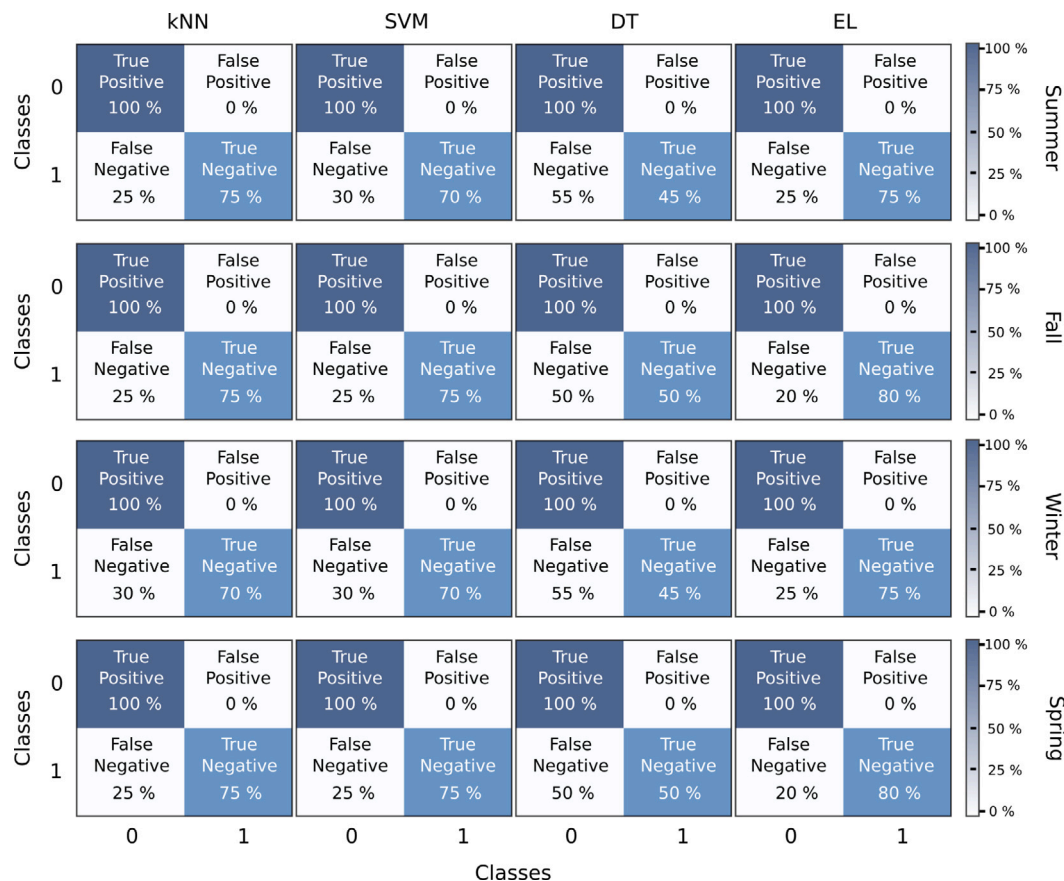 kNN SVM DT EL
True Positive 100 % False Positive 0 % True Positive 100 % False Positive 0 % True Positive 100 % False Positive 0 % True Positive 100 % False Positive 0 %
0
False Negative 25 % True Negative 75 % False Negative 30 % True Negative 70 % False Negative 55 % True Negative 45 % False Negative 25 % True Negative 75 %
1
Classes
100 %
75 %
50 %
25 %
0 %
Summer
True Positive 100 % False Positive 0 % True Positive 100 % False Positive 0 % True Positive 100 % False Positive 0 % True Positive 100 % False Positive 0 %
0
False Negative 25 % True Negative 75 % False Negative 25 % True Negative 75 % False Negative 50 % True Negative 50 % False Negative 20 % True Negative 80 %
1
Classes
100 %
75 %
50 %
25 %
0 %
Fall
True Positive 100 % False Positive 0 % True Positive 100 % False Positive 0 % True Positive 100 % False Positive 0 % True Positive 100 % False Positive 0 %
0
False Negative 30 % True Negative 70 % False Negative 30 % True Negative 70 % False Negative 55 % True Negative 45 % False Negative 25 % True Negative 75 %
1
Classes
100 %
75 %
50 %
25 %
0 %
Winter
True Positive 100 % False Positive 0 % True Positive 100 % False Positive 0 % True Positive 100 % False Positive 0 % True Positive 100 % False Positive 0 %
0
False Negative 25 % True Negative 75 % False Negative 25 % True Negative 75 % False Negative 50 % True Negative 50 % False Negative 20 % True Negative 80 %
1
Classes
100 %
75 %
50 %
25 %
0 %
Spring
0 1 0 1 0 1 0 1
Classes